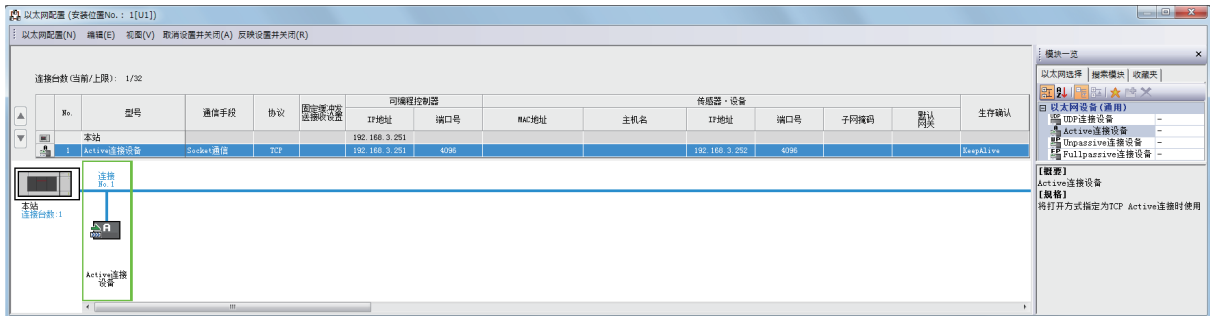 以太网配置 (安装位置No.: 1[U1])
以太网配置(N) 编辑(E) 视图(V) 取消设置并关闭(A) 反映设置并关闭(R)
连接台数(当前/上限): 1/32
可编程控制器 传感器·设备
No. 型号 通信手段 协议 固定缓冲发送接收设置 IP地址 端口号 MAC地址 主机名 IP地址 端口号 子网掩码 默认网关 生存确认
本站 192.168.3.251
1 Active连接设备 Socket通信 TCP 192.168.3.251 4096 192.168.3.252 4096 KeepAlive
连接
No.1
本站
连接台数:1
A
Active连接
设备
模块一览
以太网选择 搜索模块 收藏夹
以太网设备(通用)
UDP连接设备 -
Active连接设备 -
Unpassive连接设备 -
Fullpassive连接设备 -
[概要]
Active连接设备
[规格]
将打开方式指定为TCP Active连接时使用